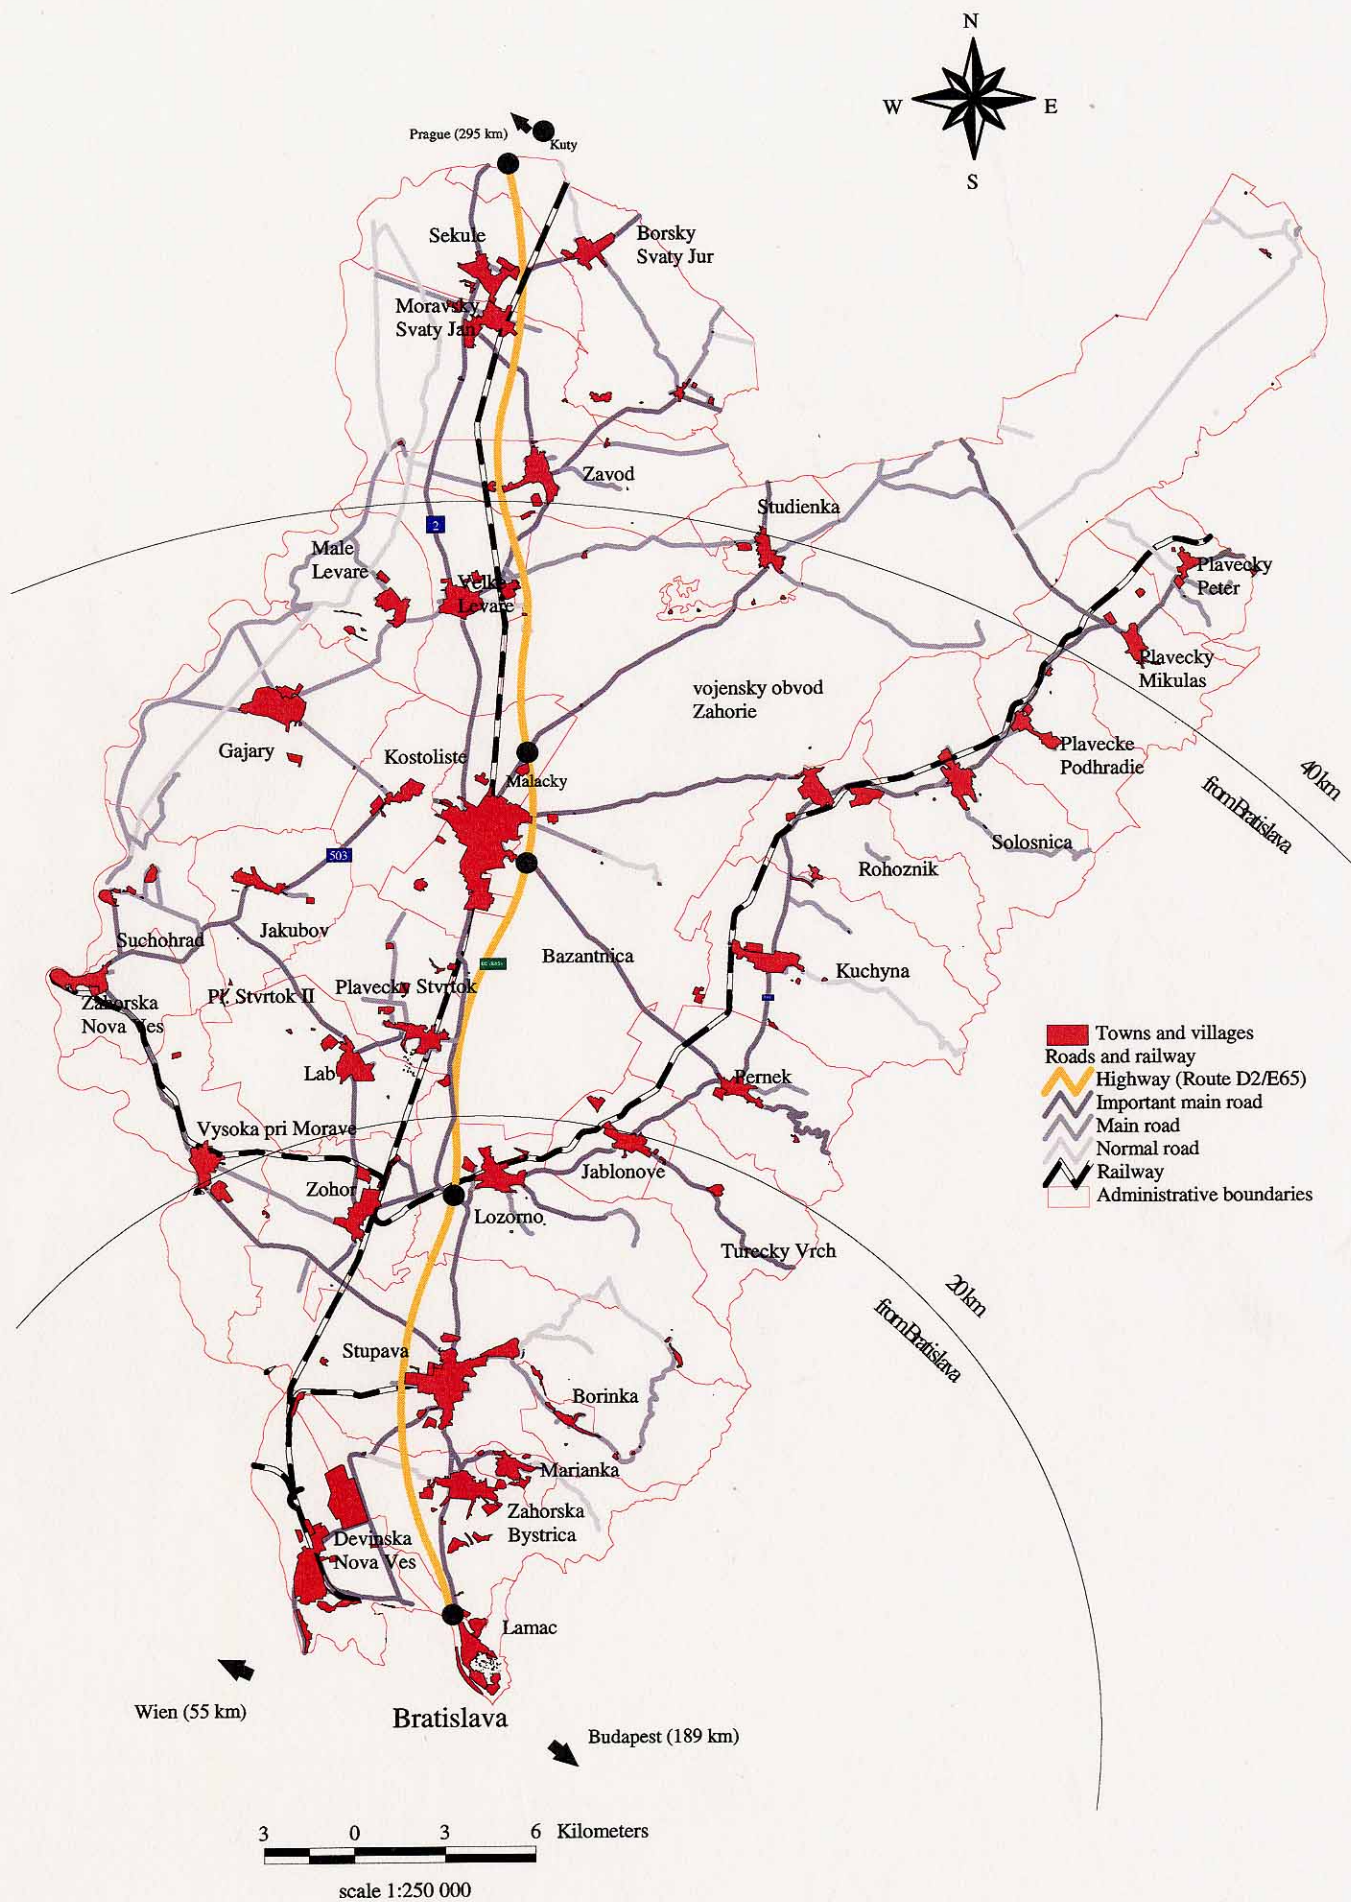 N
W
E
S
Prague (295 km)
Kuty
Sekule
Borsky
Svaty Jur
Moravsky
Svaty Jan
Zavod
Studienka
2
Male
Levare
Velke
Levare
Plavecky
Peter
Plavecky
Mikulas
vojensky obvod
Zahorie
Gajary
Kostoliste
Malacky
Plavecke
Podhradie
40 km
from Bratislava
503
Solosnica
Rohoznik
Jakubov
Suchohrad
Bazantnica
Kuchyna
Plavecky Stvrtok
Pl. Stvrtok II
Zahorska
Nova Ves
Lab
Pernek
Towns and villages
Roads and railway
Highway (Route D2/E65)
Important main road
Main road
Normal road
Railway
Administrative boundaries
Vysoka pri Morave
Jablonove
Zohor
Lozorno
Turecky Vrch
20 km
from Bratislava
Stupava
Borinka
Marianka
Zahorska
Bystrica
Devinska
Nova Ves
Lamac
Wien (55 km)
Bratislava
Budapest (189 km)
3 0 3 6 Kilometers
scale 1:250 000